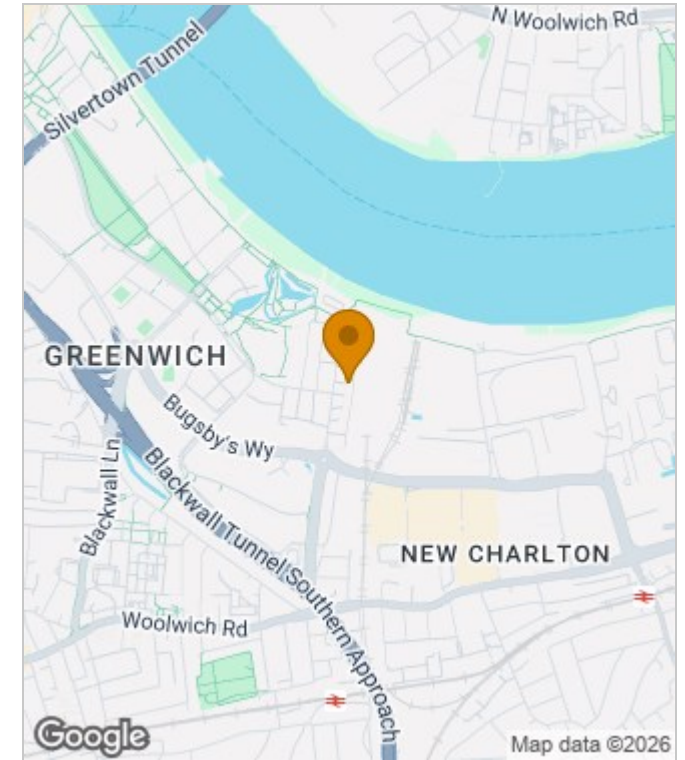 N Woolwich Rd
Silvertown Tunnel
GREENWICH
Bugsby's Wy
Blackwall Ln
Blackwall Tunnel Southern Approach
NEW CHARLTON
Woolwich Rd
Google
Map data ©2026